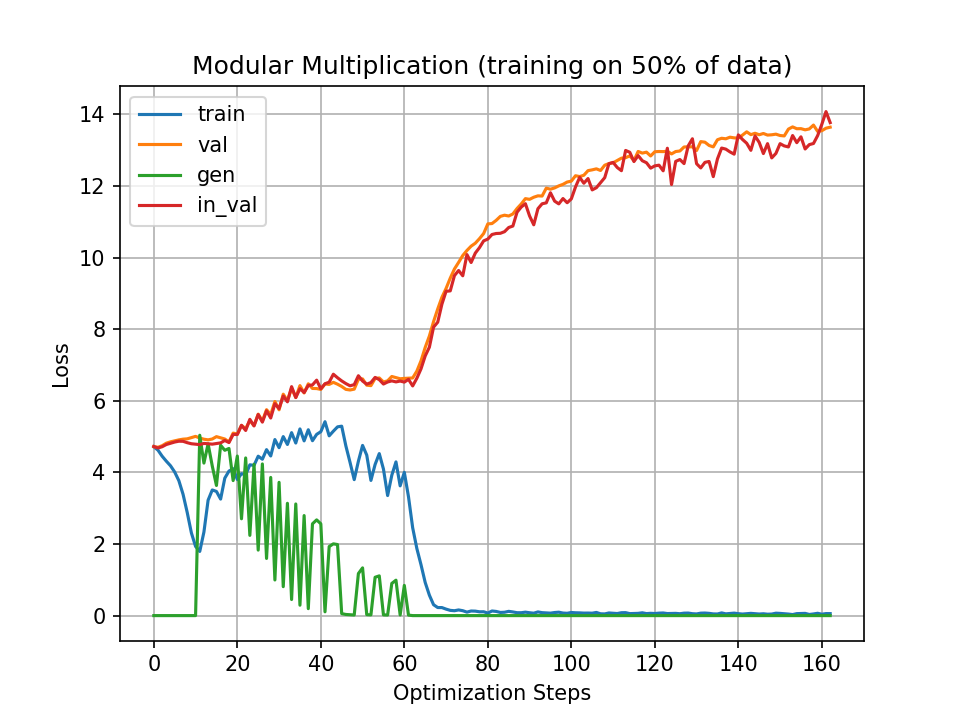 Modular Multiplication (training on 50% of data)
train
val
gen
in_val
Loss
14
12
10
8
6
4
2
0
0 20 40 60 80 100 120 140 160
Optimization Steps